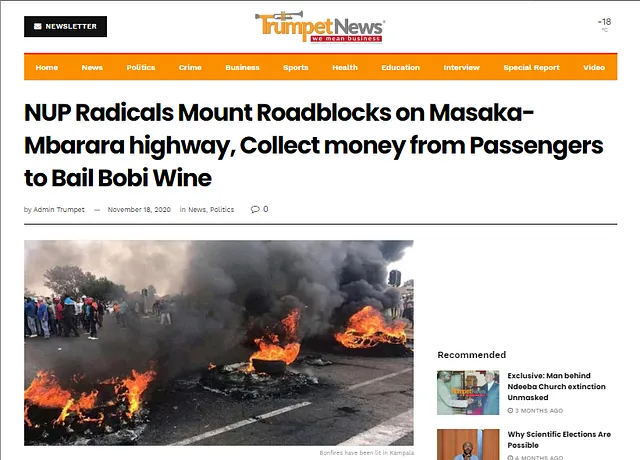 NEWSLETTER
TrumpetNews
we mean business
-18
°C
Home News Politics Crime Business Sports Health Education Interview Special Report Video
NUP Radicals Mount Roadblocks on Masaka-
Mbarara highway, Collect money from Passengers
to Bail Bobi Wine
by Admin Trumpet — November 18, 2020 in News, Politics 0
Bonfires have been lit in Kampala
Recommended
Exclusive: Man behind
Ndeeba Church extinction
Unmasked
3 MONTHS AGO
Why Scientific Elections Are
Possible
4 MONTHS AGO